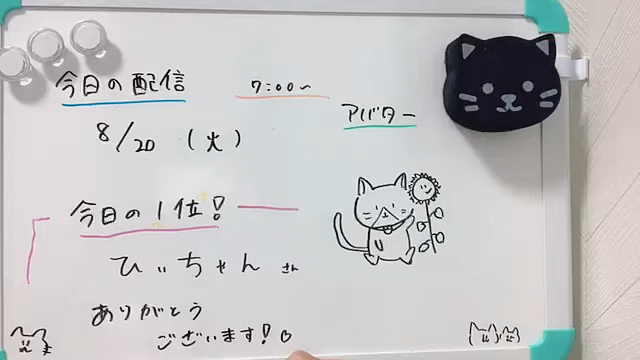 今日の配信
7:00〜
アバター
8/20 (火)
今日の1位!
ひぃちゃん さん
ありがとう
ございます!♡